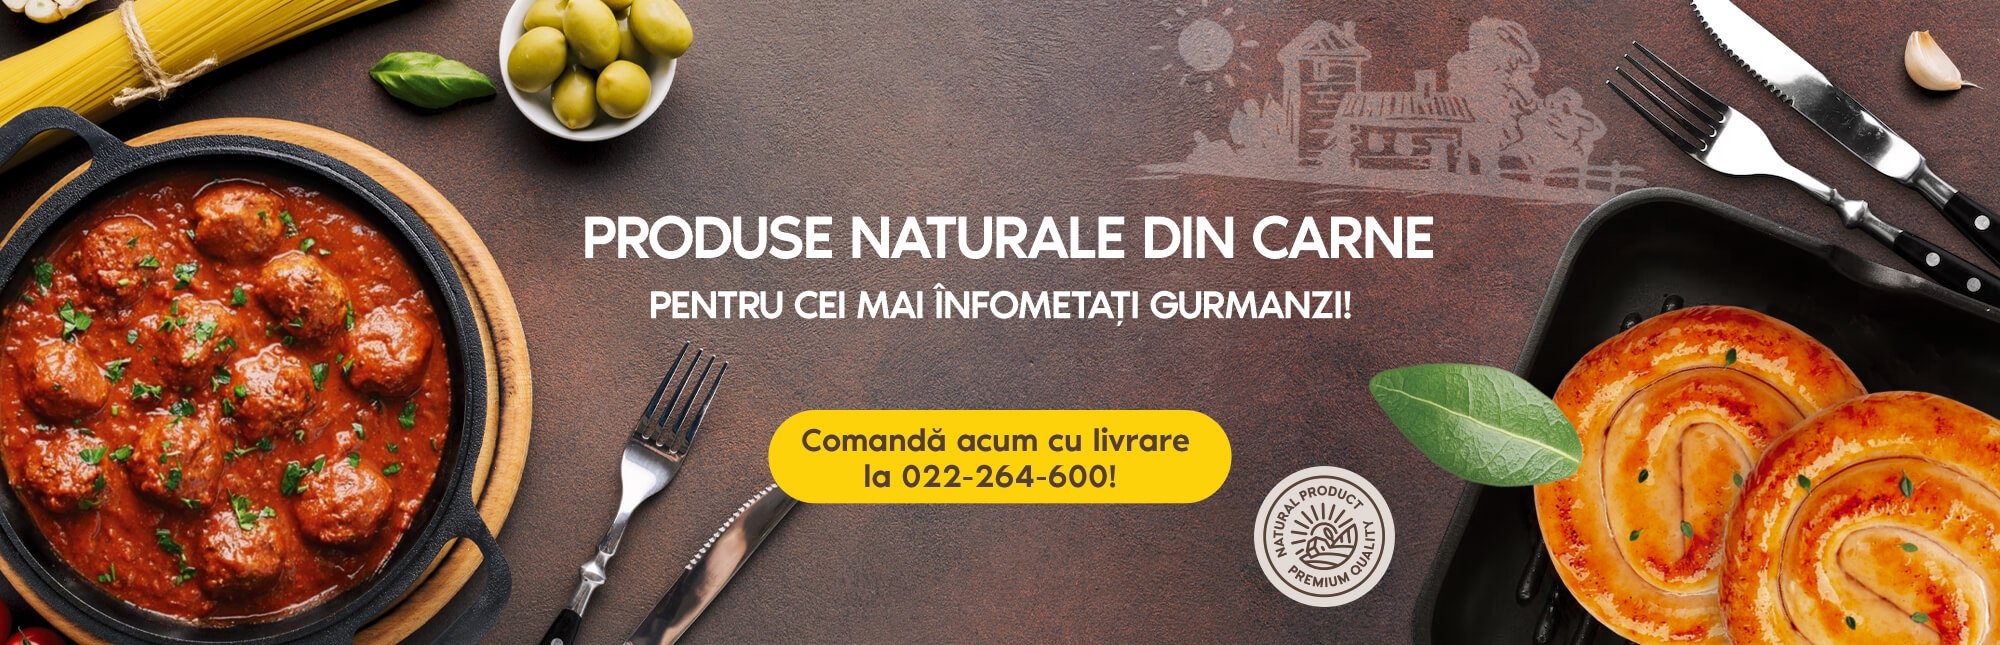 PRODUSE NATURALE DIN CARNE
PENTRU CEI MAI ÎNFOMETAȚI GURMANZI!
Comandă acum cu livrare
la 022-264-600!
NATURAL PRODUCT
PREMIUM QUALITY